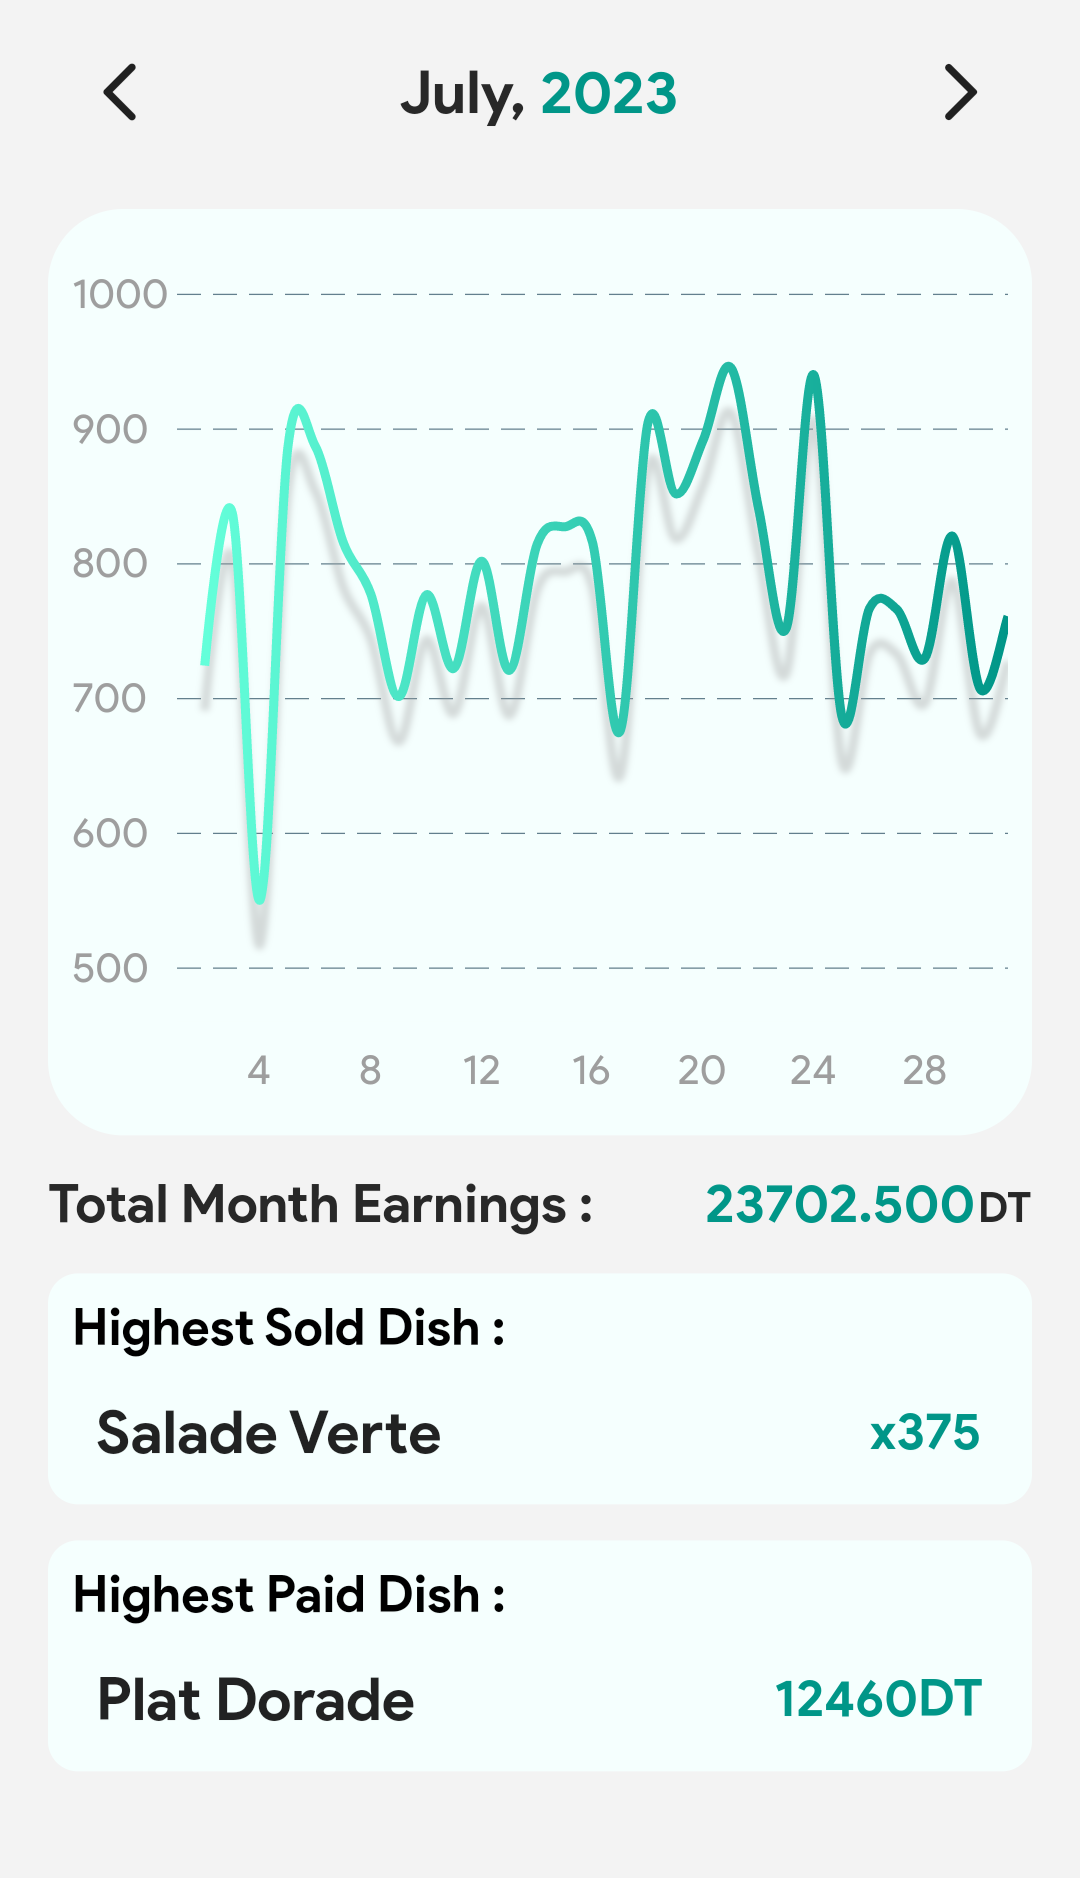 July, 2023
1000
900
800
700
600
500
4 8 12 16 20 24 28
Total Month Earnings : 23702.500DT
Highest Sold Dish :
Salade Verte x375
Highest Paid Dish :
Plat Dorade 12460DT